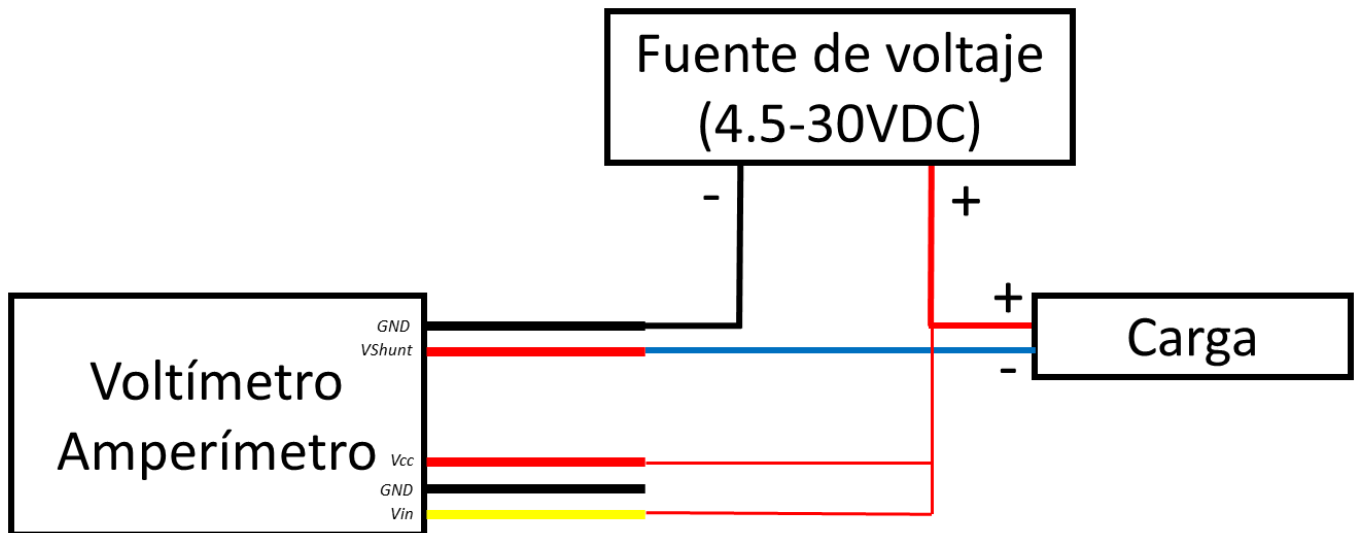 Fuente de voltaje
(4.5-30VDC)
-
+
+
GND
VShunt
Carga
-
Voltímetro
Amperímetro
Vcc
GND
Vin